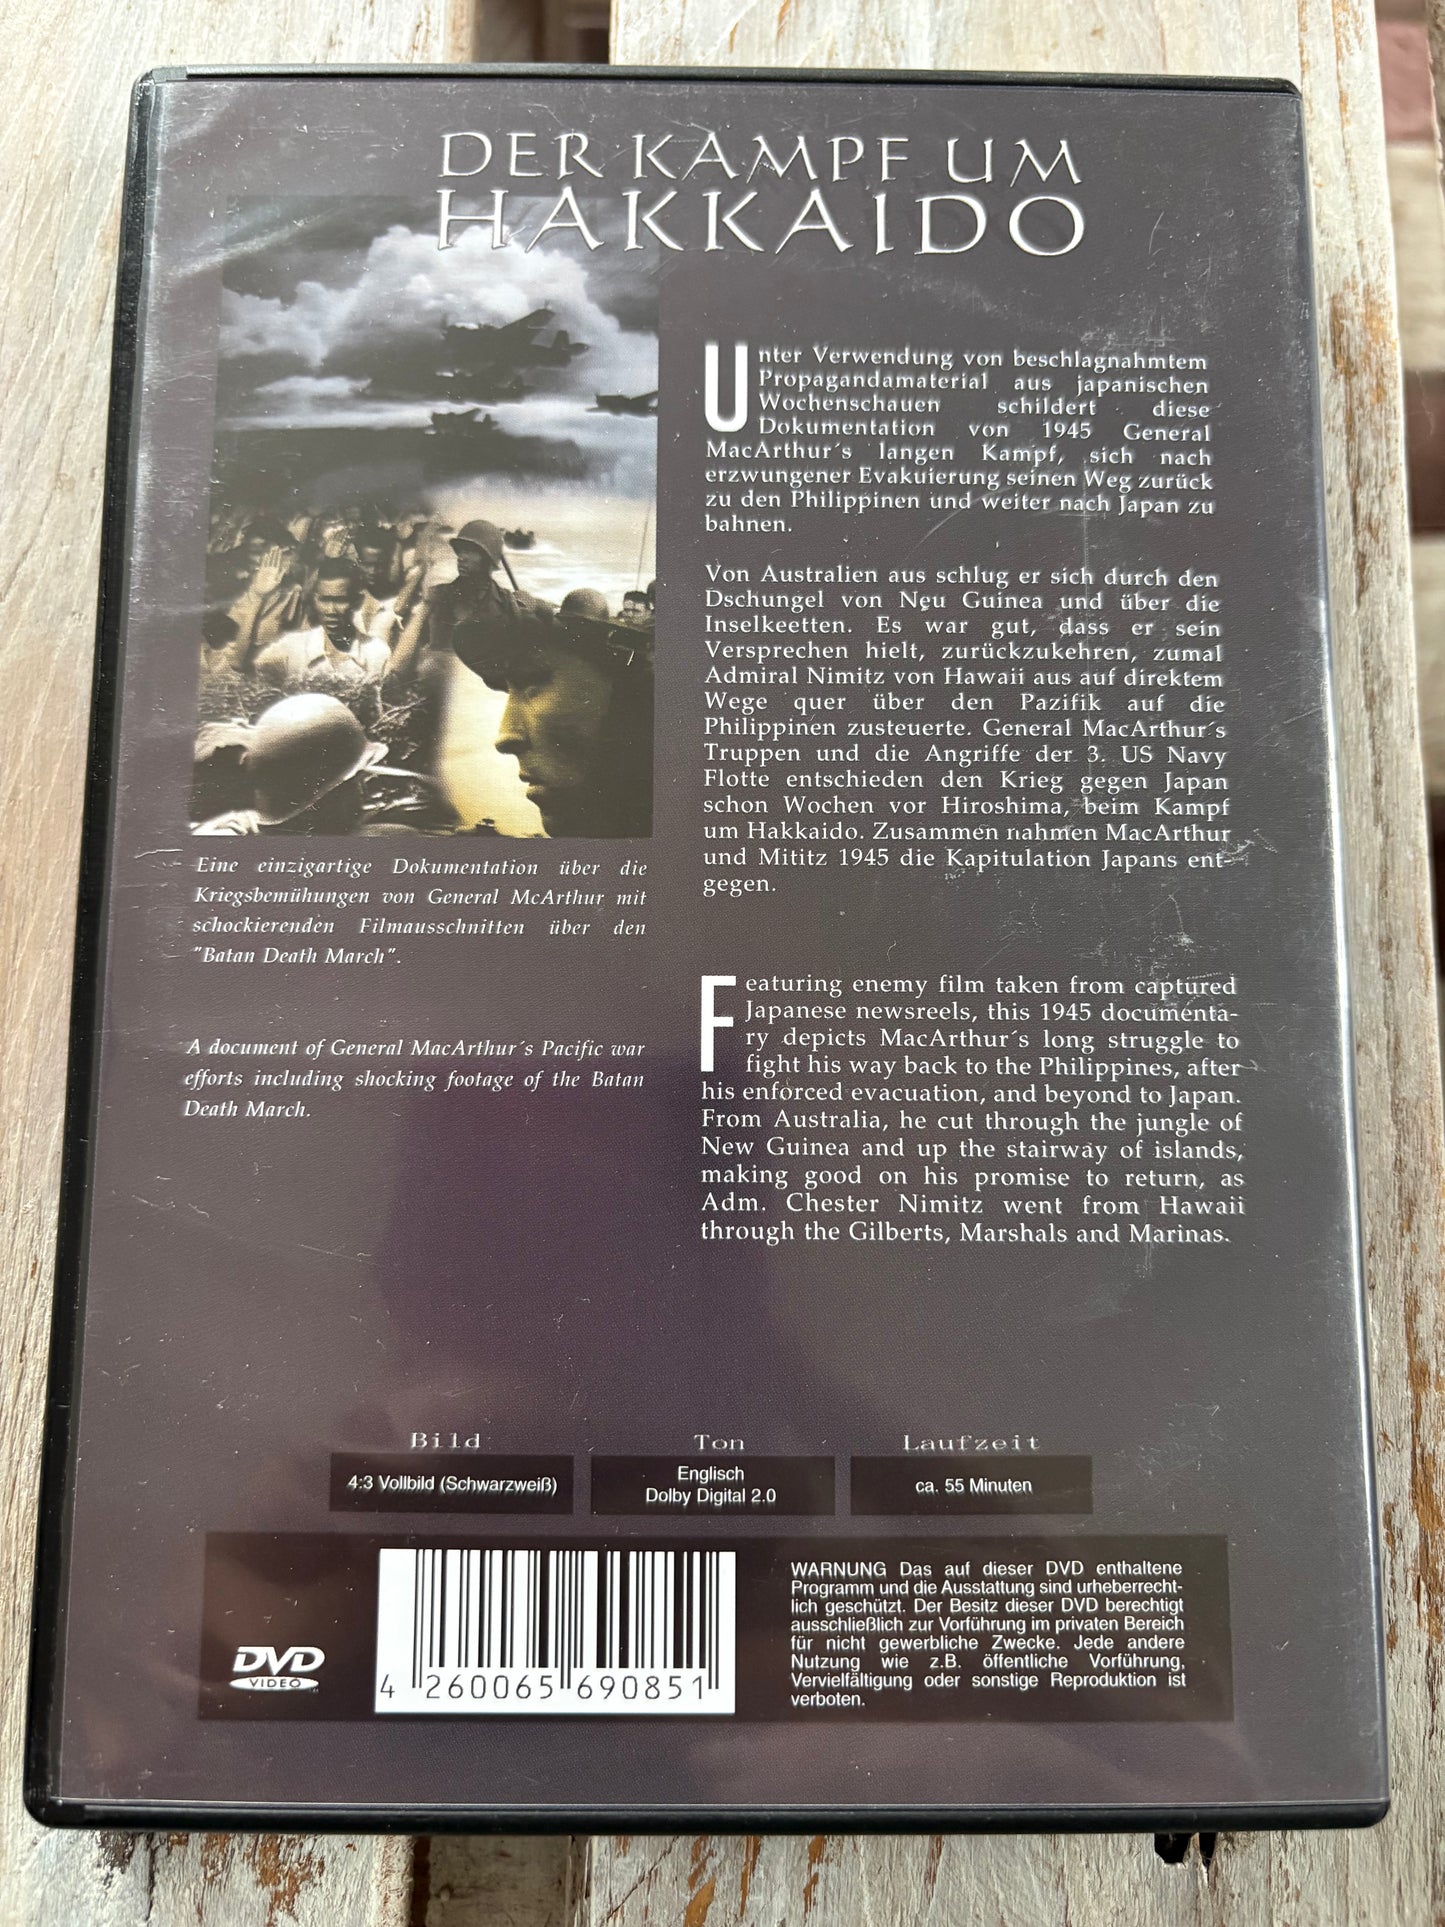 DER KAMPF UM
HAKKAIDO
Unter Verwendung von beschlagnahmtem
Propagandamaterial aus japanischen
Wochenschauen schildert diese
Dokumentation von 1945 General
MacArthur´s langen Kampf, sich nach
erzwungener Evakuierung seinen Weg zurück
zu den Philippinen und weiter nach Japan zu
bahnen.
Von Australien aus schlug er sich durch den
Dschungel von Neu Guinea und über die
Inselkeetten. Es war gut, dass er sein
Versprechen hielt, zurückzukehren, zumal
Admiral Nimitz von Hawaii aus auf direktem
Wege quer über den Pazifik auf die
Philippinen zusteuerte. General MacArthur´s
Truppen und die Angriffe der 3. US Navy
Flotte entschieden den Krieg gegen Japan
schon Wochen vor Hiroshima, beim Kampf
um Hakkaido. Zusammen nahmen MacArthur
und Mititz 1945 die Kapitulation Japans ent-
gegen.
Eine einzigartige Dokumentation über die
Kriegsbemühungen von General McArthur mit
schockierenden Filmausschnitten über den
"Batan Death March".
A document of General MacArthur´s Pacific war
efforts including shocking footage of the Batan
Death March.
Featuring enemy film taken from captured
Japanese newsreels, this 1945 documenta-
ry depicts MacArthur´s long struggle to
fight his way back to the Philippines, after
his enforced evacuation, and beyond to Japan.
From Australia, he cut through the jungle of
New Guinea and up the stairway of islands,
making good on his promise to return, as
Adm. Chester Nimitz went from Hawaii
through the Gilberts, Marshals and Marinas.
Bild
4:3 Vollbild (Schwarzweiß)
Ton
Englisch
Dolby Digital 2.0
Laufzeit
ca. 55 Minuten
DVD
VIDEO
4 260065 690851
WARNUNG Das auf dieser DVD enthaltene
Programm und die Ausstattung sind urheberrecht-
lich geschützt. Der Besitz dieser DVD berechtigt
ausschließlich zur Vorführung im privaten Bereich
für nicht gewerbliche Zwecke. Jede andere
Nutzung wie z.B. öffentliche Vorführung,
Vervielfältigung oder sonstige Reproduktion ist
verboten.